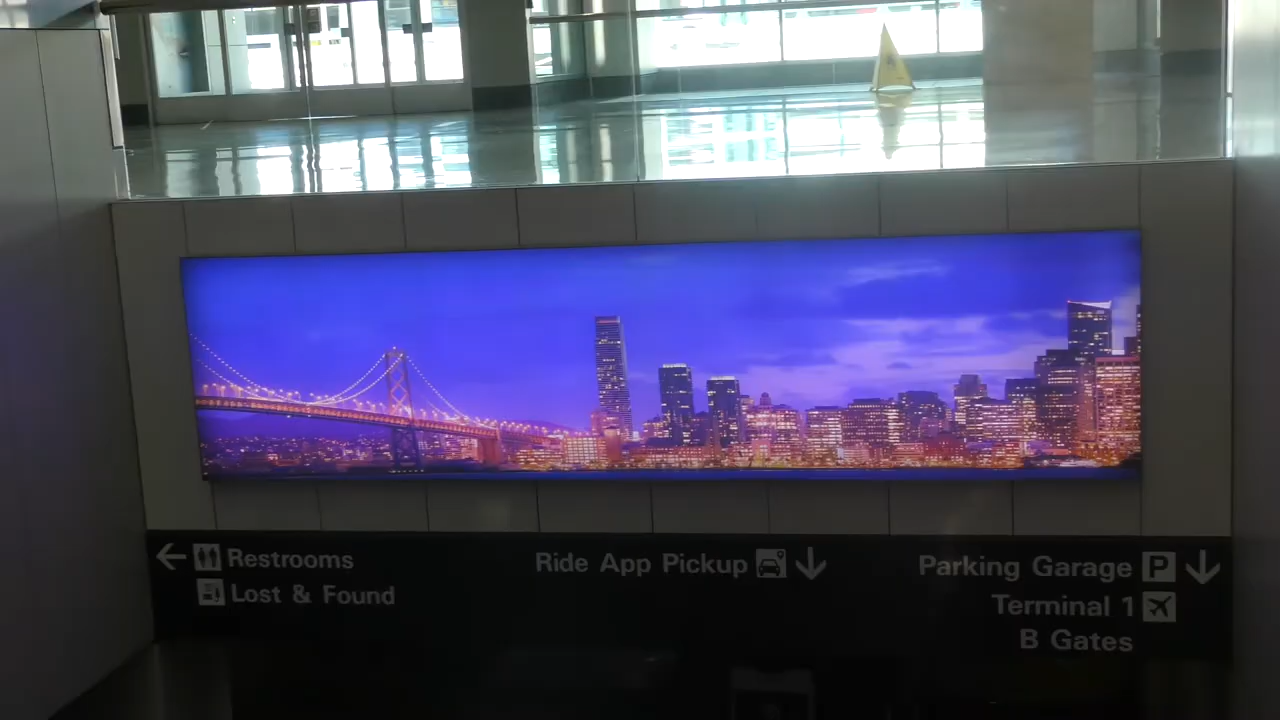 Restrooms
Lost & Found
Ride App Pickup
Parking Garage P
Terminal 1
B Gates